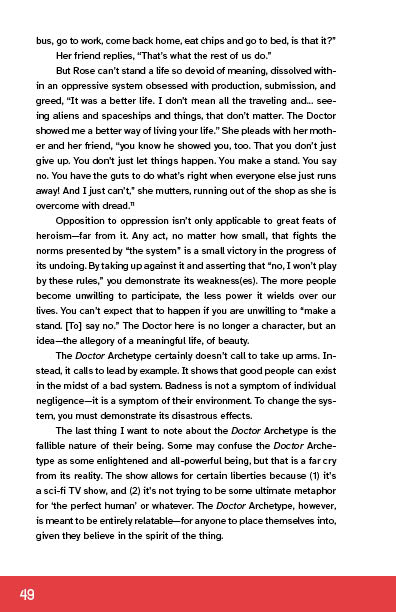 bus, go to work, come back home, eat chips and go to bed, is that it?”
Her friend replies, “That’s what the rest of us do.”
But Rose can’t stand a life so devoid of meaning, dissolved with-
in an oppressive system obsessed with production, submission, and
greed, “It was a better life. I don’t mean all the traveling and... see-
ing aliens and spaceships and things, that don’t matter. The Doctor
showed me a better way of living your life.” She pleads with her moth-
er and her friend, “you know he showed you, too. That you don’t just
give up. You don’t just let things happen. You make a stand. You say
no. You have the guts to do what’s right when everyone else just runs
away! And I just can’t,” she mutters, running out of the shop as she is
overcome with dread.¹¹
Opposition to oppression isn’t only applicable to great feats of
heroism—far from it. Any act, no matter how small, that fights the
norms presented by “the system” is a small victory in the progress of
its undoing. By taking up against it and asserting that “no, I won’t play
by these rules,” you demonstrate its weakness(es). The more people
become unwilling to participate, the less power it wields over our
lives. You can’t expect that to happen if you are unwilling to “make a
stand. [To] say no.” The Doctor here is no longer a character, but an
idea—the allegory of a meaningful life, of beauty.
The Doctor Archetype certainly doesn’t call to take up arms. In-
stead, it calls to lead by example. It shows that good people can exist
in the midst of a bad system. Badness is not a symptom of individual
negligence—it is a symptom of their environment. To change the sys-
tem, you must demonstrate its disastrous effects.
The last thing I want to note about the Doctor Archetype is the
fallible nature of their being. Some may confuse the Doctor Arche-
type as some enlightened and all-powerful being, but that is a far cry
from its reality. The show allows for certain liberties because (1) it’s
a sci-fi TV show, and (2) it’s not trying to be some ultimate metaphor
for ‘the perfect human’ or whatever. The Doctor Archetype, however,
is meant to be entirely relatable—for anyone to place themselves into,
given they believe in the spirit of the thing.
49